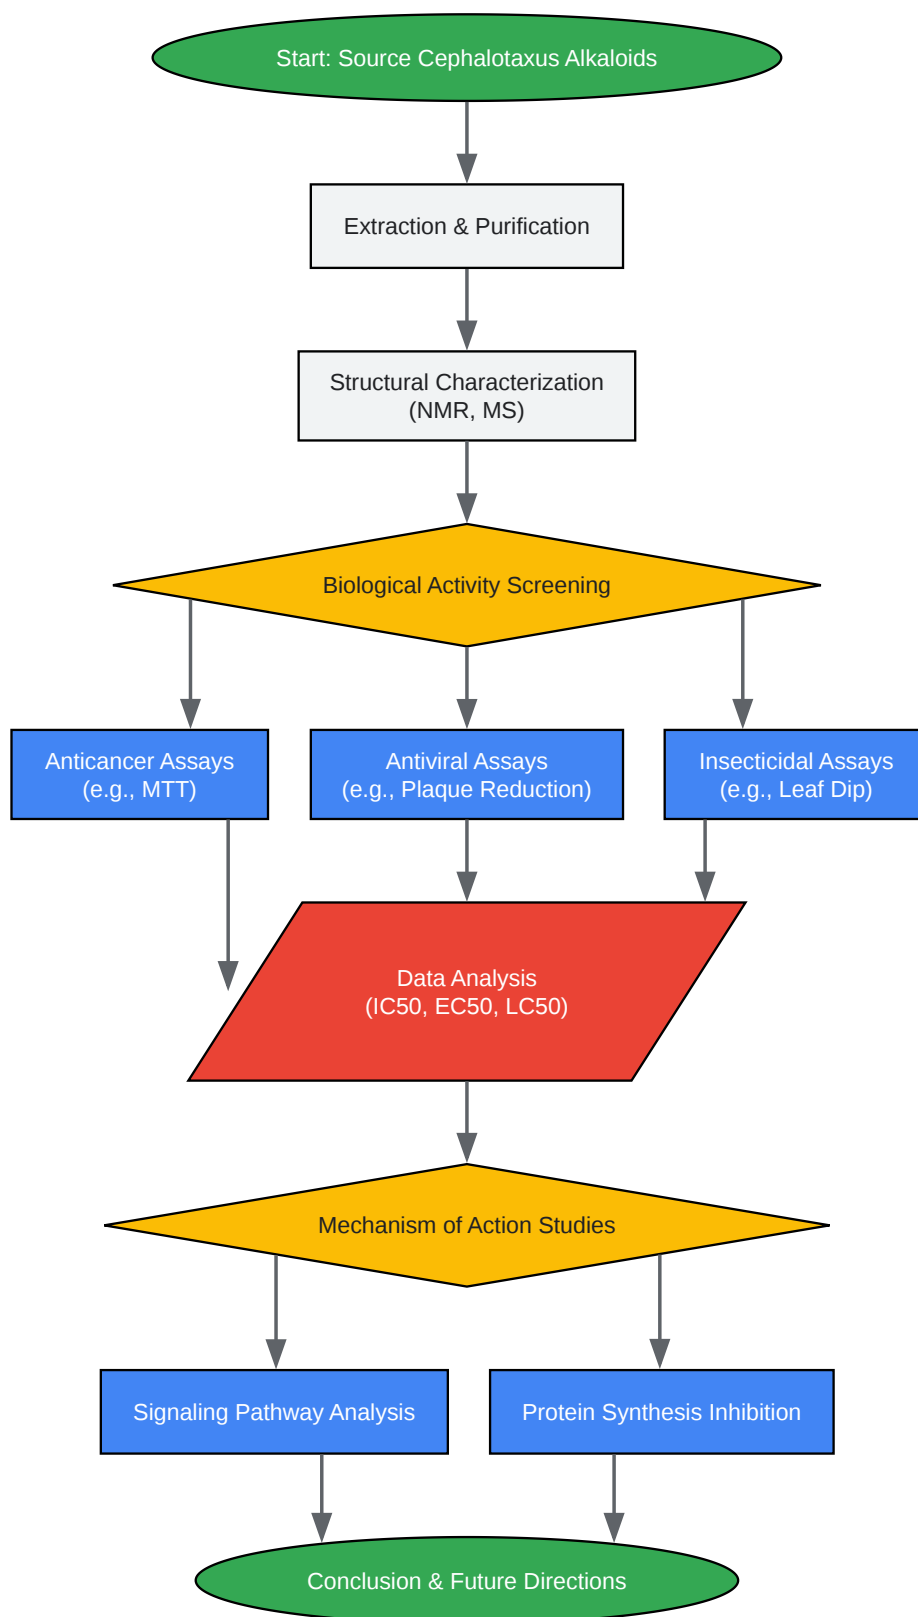 Start: Source Cephalotaxus Alkaloids
Extraction & Purification
Structural Characterization
(NMR, MS)
Biological Activity Screening
Anticancer Assays
(e.g., MTT)
Antiviral Assays
(e.g., Plaque Reduction)
Insecticidal Assays
(e.g., Leaf Dip)
Data Analysis
(IC50, EC50, LC50)
Mechanism of Action Studies
Signaling Pathway Analysis
Protein Synthesis Inhibition
Conclusion & Future Directions